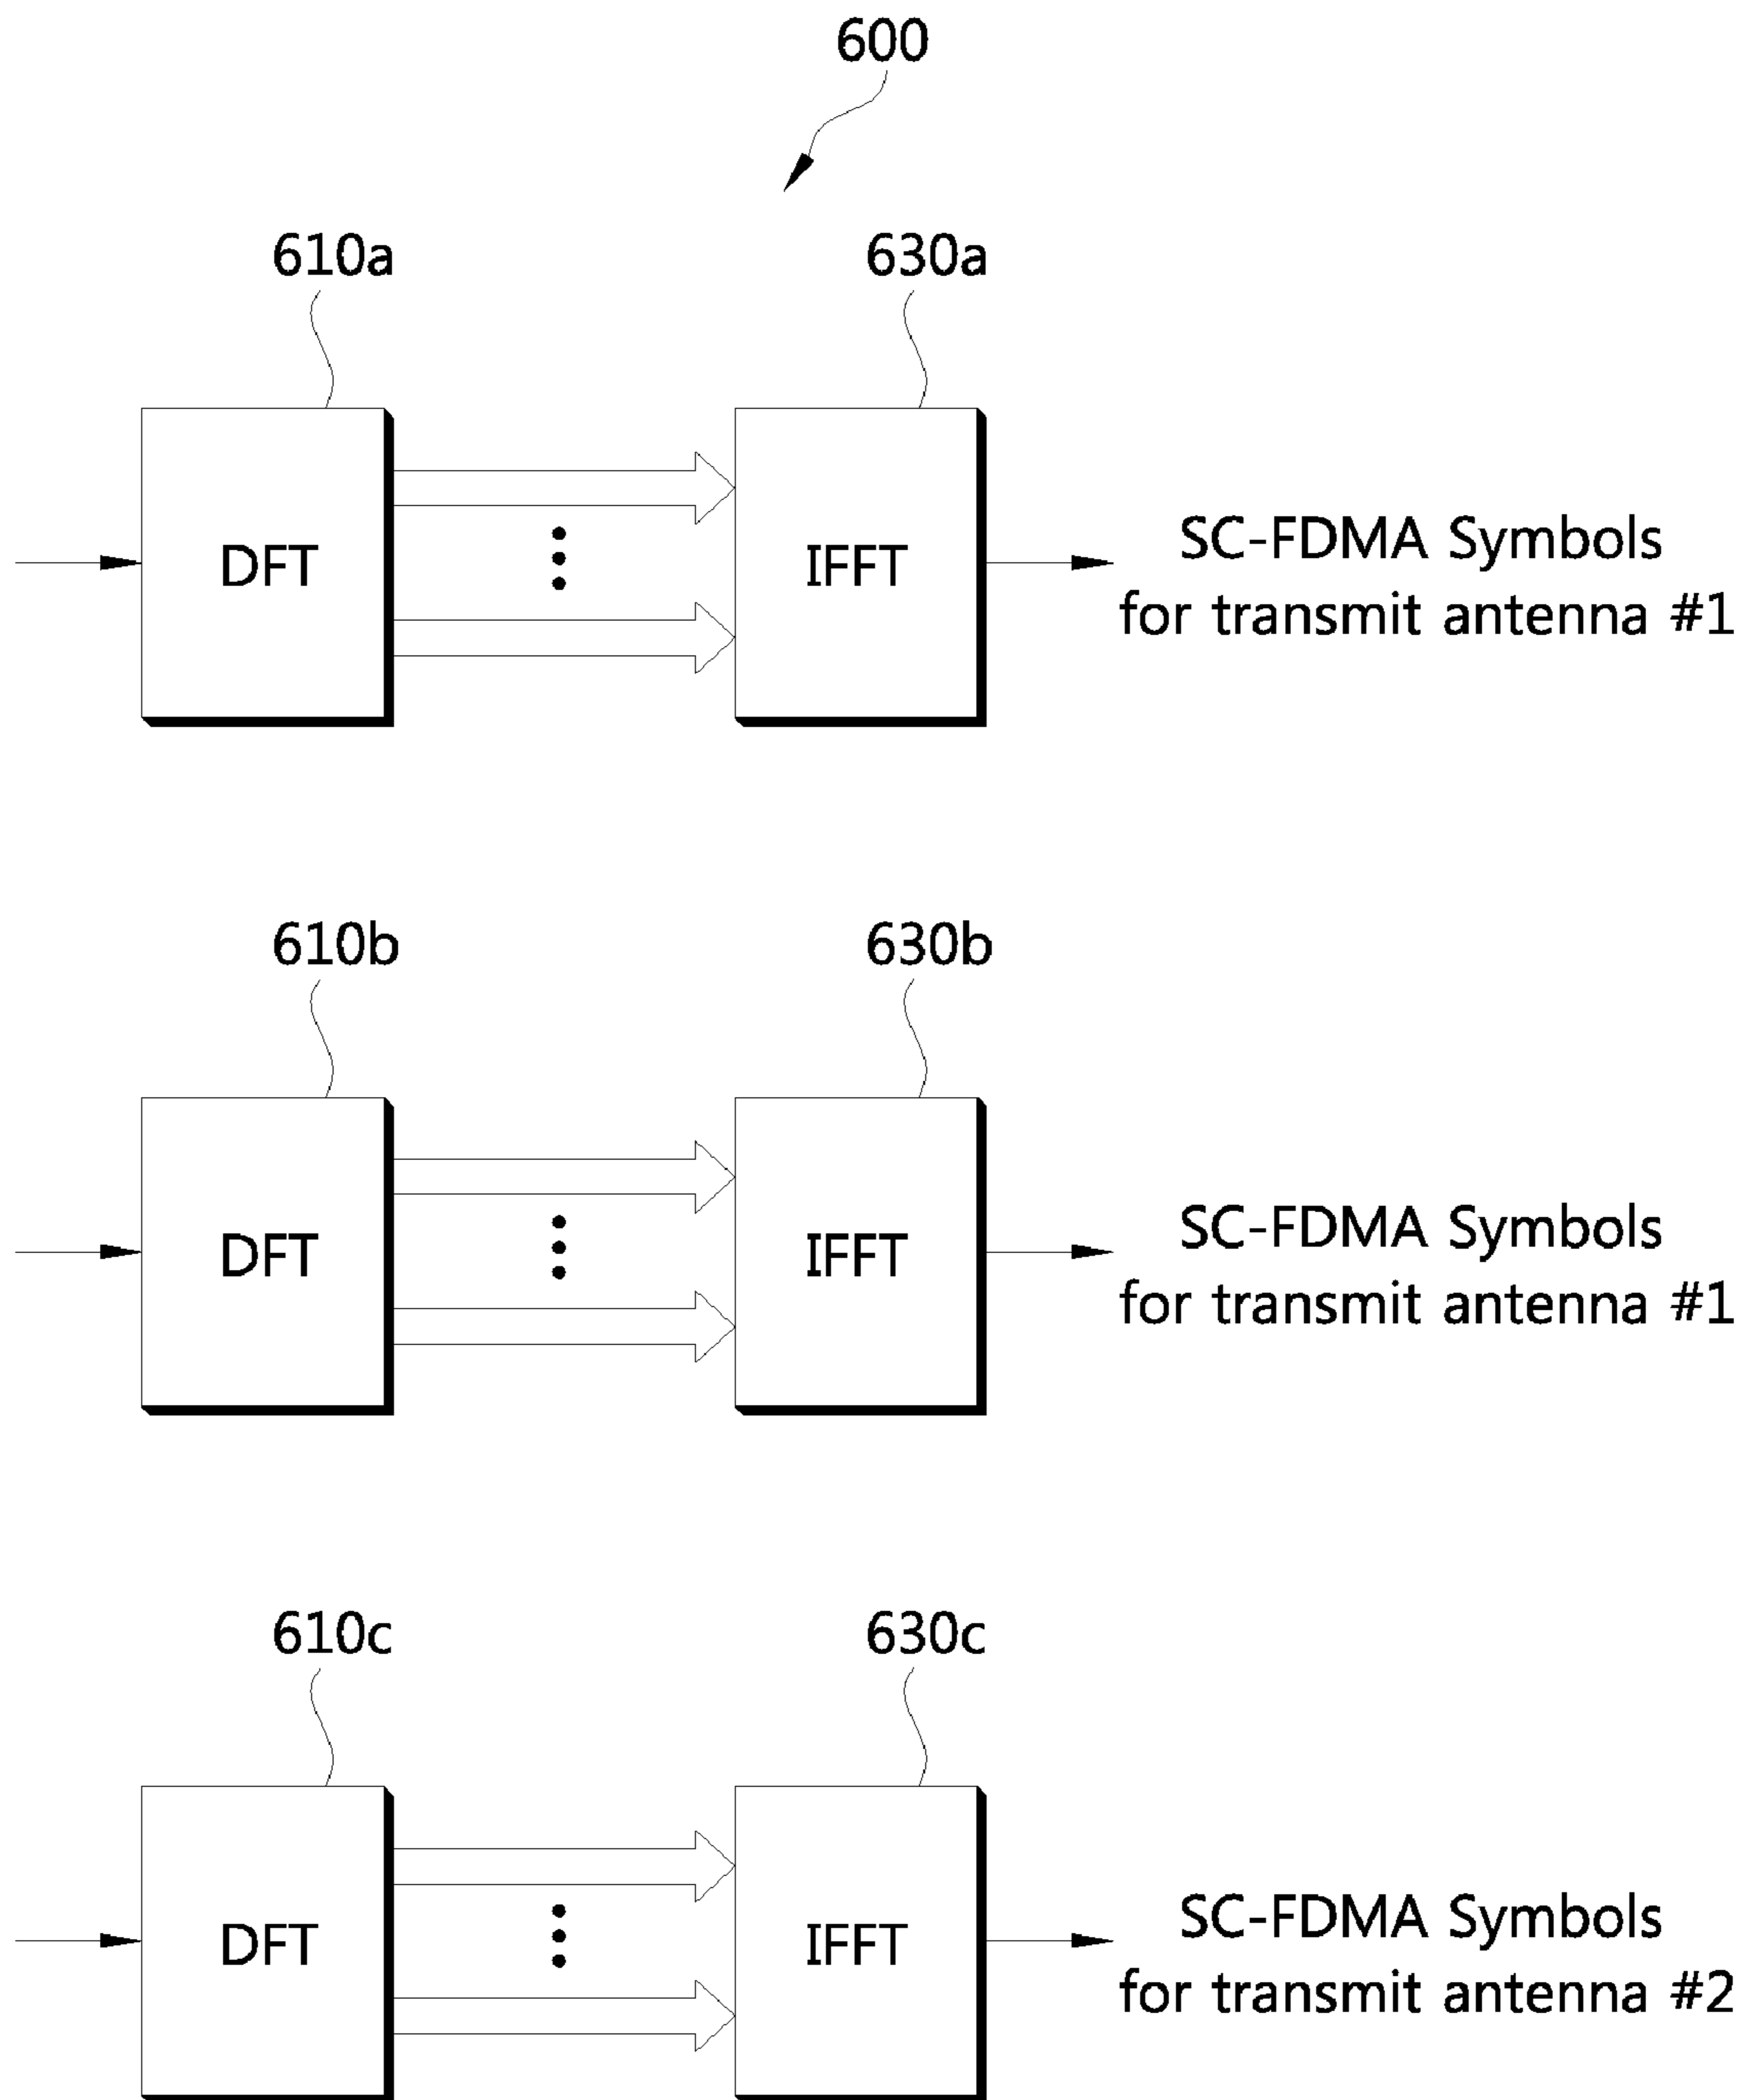 600
610a
630a
DFT
IFFT
SC-FDMA Symbols
for transmit antenna #1
610b
630b
DFT
IFFT
SC-FDMA Symbols
for transmit antenna #1
610c
630c
DFT
IFFT
SC-FDMA Symbols
for transmit antenna #2